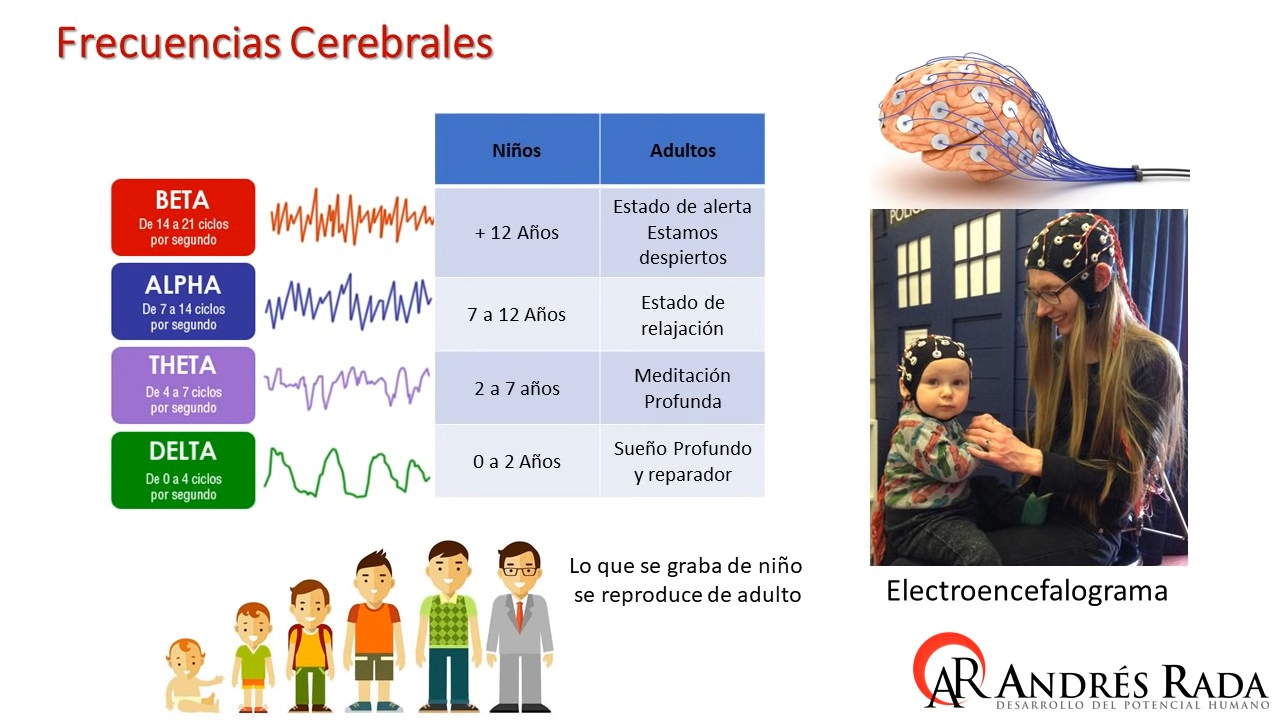 Frecuencias Cerebrales
Niños
Adultos
BETA
De 14 a 21 ciclos
por segundo
+ 12 Años
Estado de alerta
Estamos
despiertos
ALPHA
De 7 a 14 ciclos
por segundo
7 a 12 Años
Estado de
relajación
THETA
De 4 a 7 ciclos
por segundo
2 a 7 años
Meditación
Profunda
DELTA
De 0 a 4 ciclos
por segundo
0 a 2 Años
Sueño Profundo
y reparador
Lo que se graba de niño
se reproduce de adulto
POLIC
Electroencefalograma
AR ANDRÉS RADA
DESARROLLO DEL POTENCIAL HUMANO